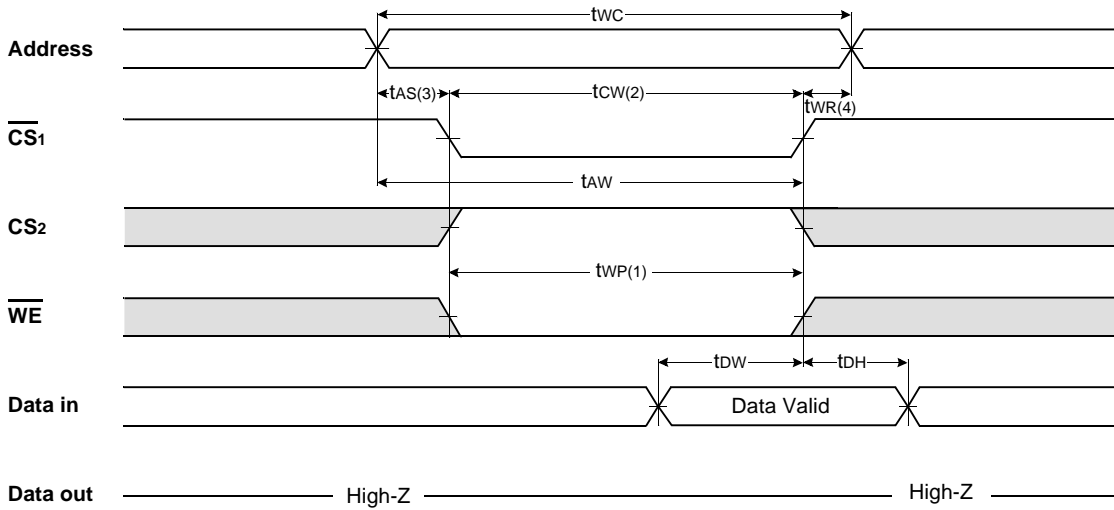 tWC
Address
tAS(3) tCW(2) tWR(4)
CS1
tAW
CS2
tWP(1)
WE
tDW tDH
Data in Data Valid
Data out High-Z High-Z